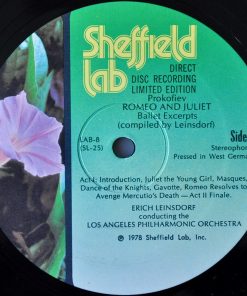 Sheffield
lab
DIRECT
DISC RECORDING
LIMITED EDITION
Prokofiev
ROMEO AND JULIET
Ballet Excerpts
(compiled by Leinsdorf)
LAB-8
(SL-25)
Side
Stereophon
Pressed in West Germa
Act I: Introduction, Juliet the Young Girl, Masques,
Dance of the Knights, Gavotte, Romeo Resolves to
Avenge Mercutio's Death — Act II Finale.
ERICH LEINSDORF
conducting the
LOS ANGELES PHILHARMONIC ORCHESTRA
℗ 1978 Sheffield Lab, Inc.